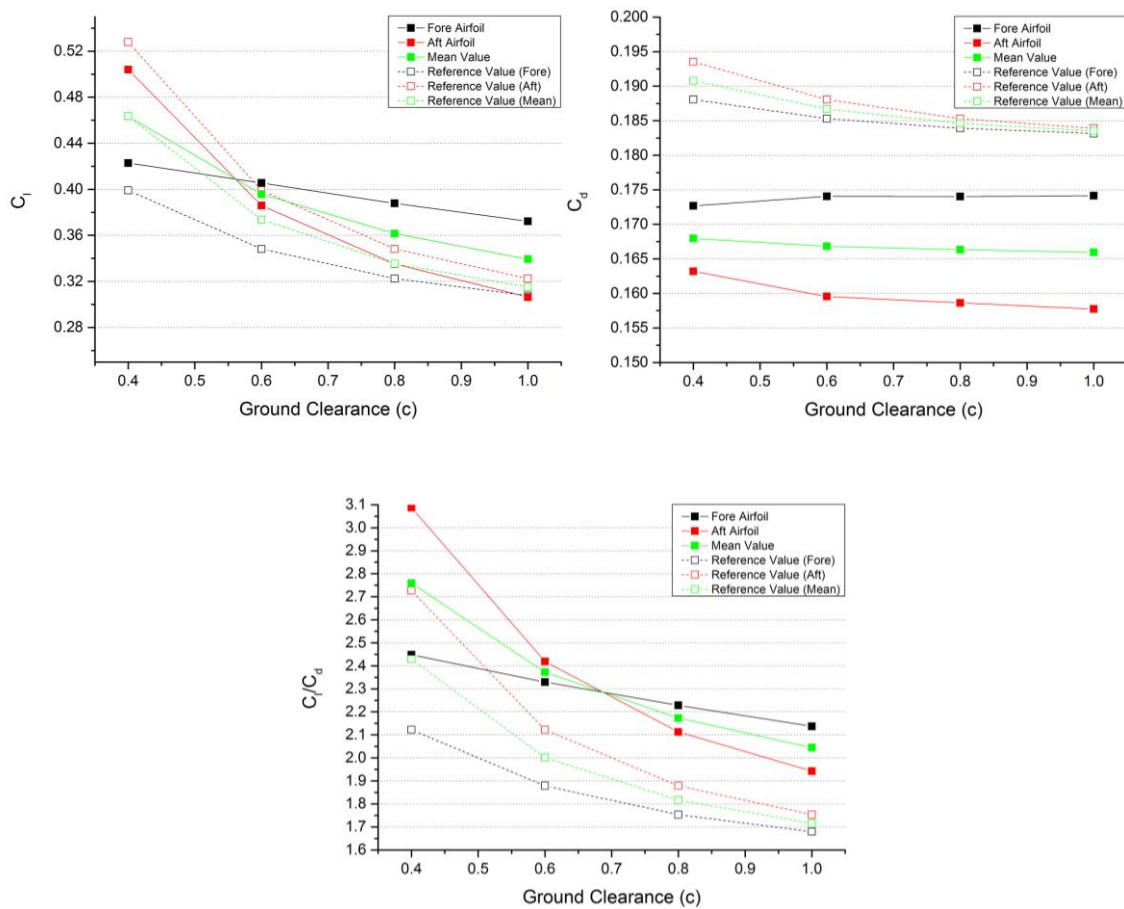 Fore Airfoil
Aft Airfoil
Mean Value
Reference Value (Fore)
Reference Value (Aft)
Reference Value (Mean)
0.52
0.48
0.44
0.40
0.36
0.32
0.28
Cl
0.4 0.5 0.6 0.7 0.8 0.9 1.0
Ground Clearance (c)
Fore Airfoil
Aft Airfoil
Mean Value
Reference Value (Fore)
Reference Value (Aft)
Reference Value (Mean)
0.200
0.195
0.190
0.185
0.180
0.175
0.170
0.165
0.160
0.155
0.150
Cd
0.4 0.5 0.6 0.7 0.8 0.9 1.0
Ground Clearance (c)
Fore Airfoil
Aft Airfoil
Mean Value
Reference Value (Fore)
Reference Value (Aft)
Reference Value (Mean)
3.1
3.0
2.9
2.8
2.7
2.6
2.5
2.4
2.3
2.2
2.1
2.0
1.9
1.8
1.7
1.6
Cl/Cd
0.4 0.5 0.6 0.7 0.8 0.9 1.0
Ground Clearance (c)